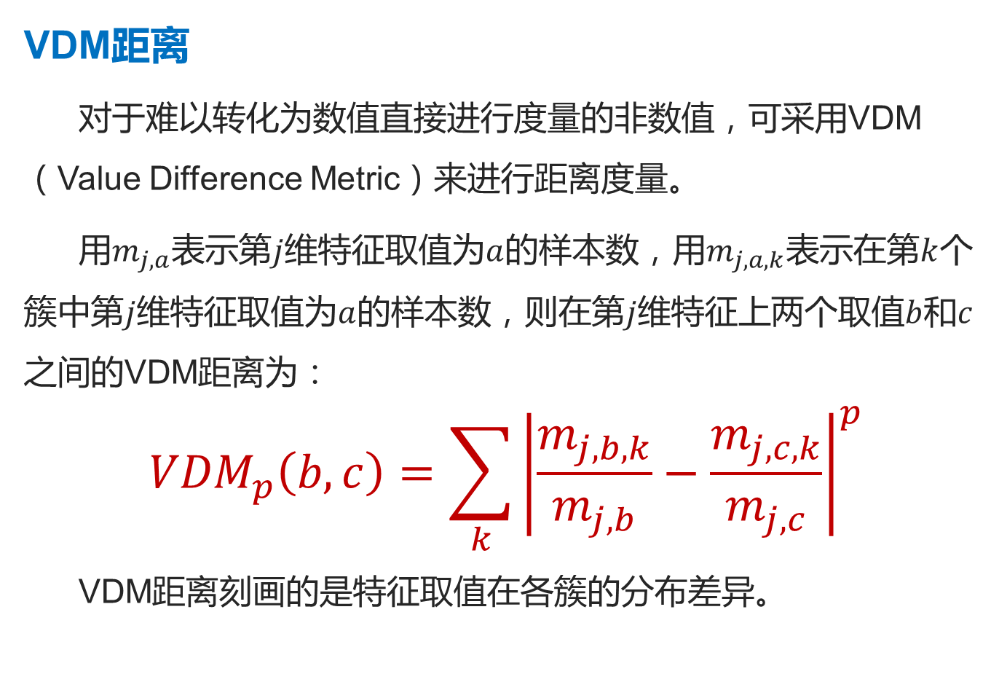 VDM距离
对于难以转化为数值直接进行度量的非数值，可采用VDM
（Value Difference Metric）来进行距离度量。
用$m_{j,a}$表示第$j$维特征取值为$a$的样本数，用$m_{j,a,k}$表示在第$k$个
簇中第$j$维特征取值为$a$的样本数，则在第$j$维特征上两个取值$b$和$c$
之间的VDM距离为：
$VDM_p(b,c)=\sum_k\left|\frac{m_{j,b,k}}{m_{j,b}}-\frac{m_{j,c,k}}{m_{j,c}}\right|^p$
VDM距离刻画的是特征取值在各簇的分布差异。